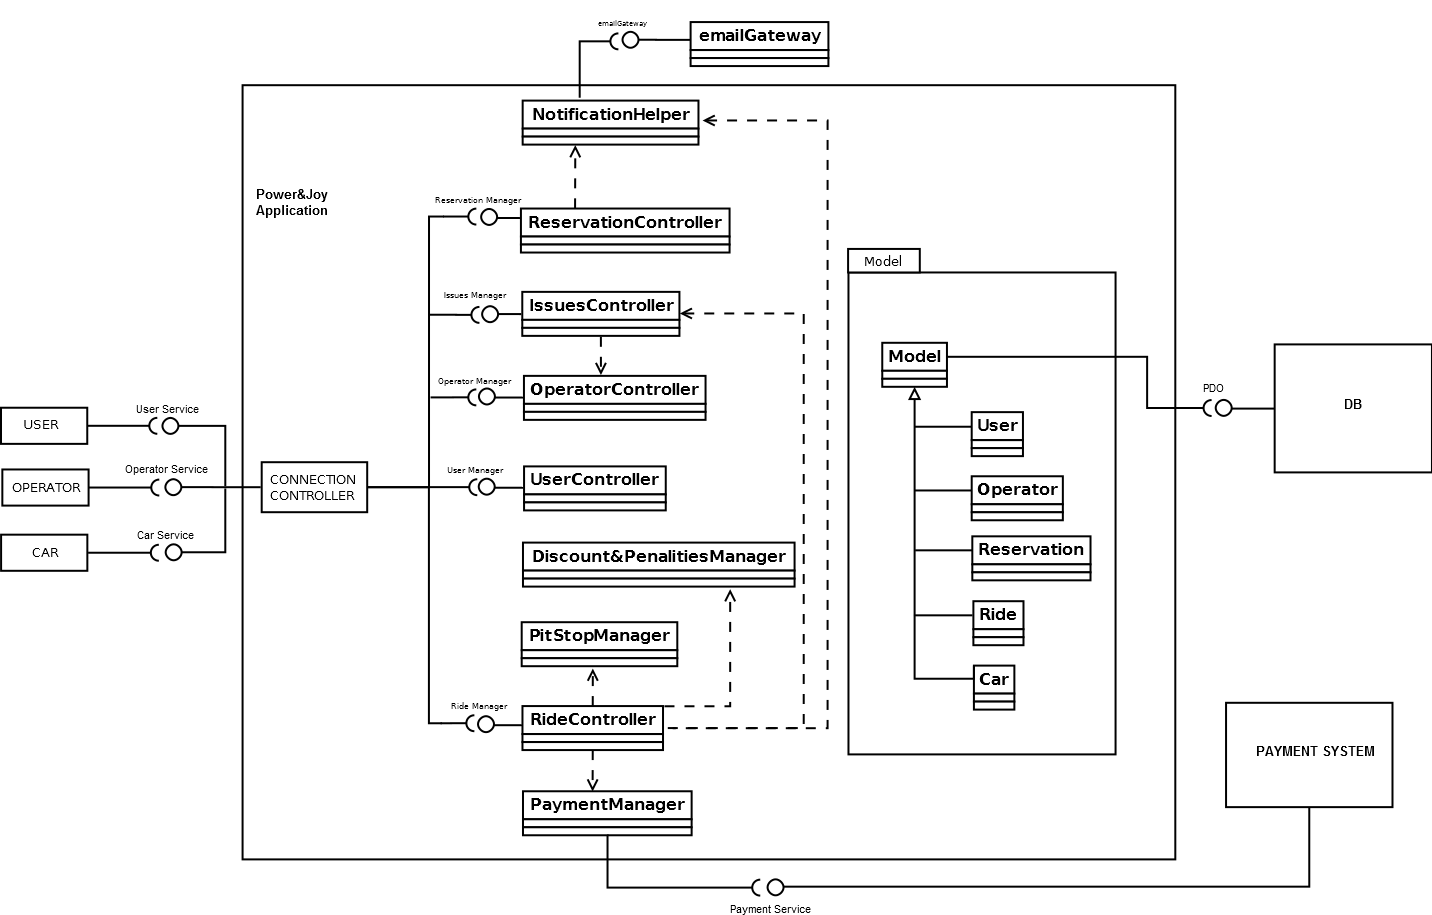 emailGateway
emailGateway
NotificationHelper
Power&Joy
Application
Reservation Manager
ReservationController
Model
Issues Manager
IssuesController
Model
Operator Manager
OperatorController
PDO
DB
User Service
USER
User
Operator Service
OPERATOR
CONNECTION
CONTROLLER
User Manager
UserController
Operator
Car Service
CAR
Discount&PenalitiesManager
Reservation
PitStopManager
Ride
Car
Ride Manager
RideController
PAYMENT SYSTEM
PaymentManager
Payment Service